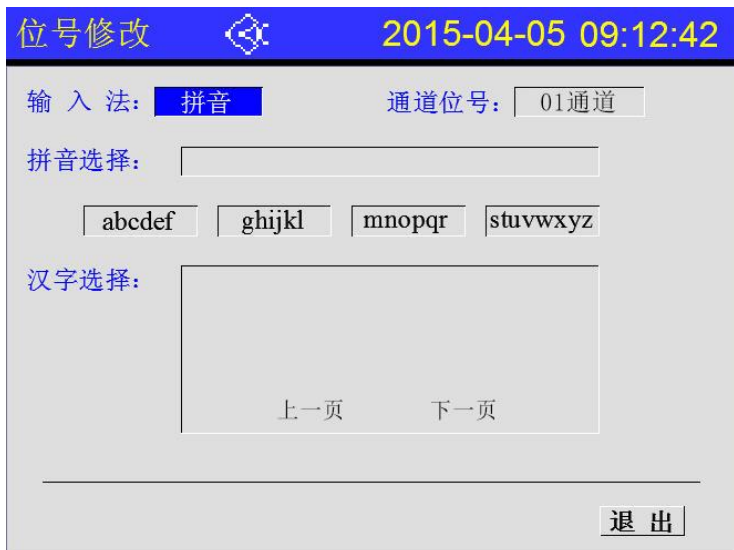 位号修改 2015-04-05 09:12:42
输 入 法： 拼音 通道位号： 01通道
拼音选择：
abcdef ghijkl mnopqr stuvwxyz
汉字选择：
上一页 下一页
退 出